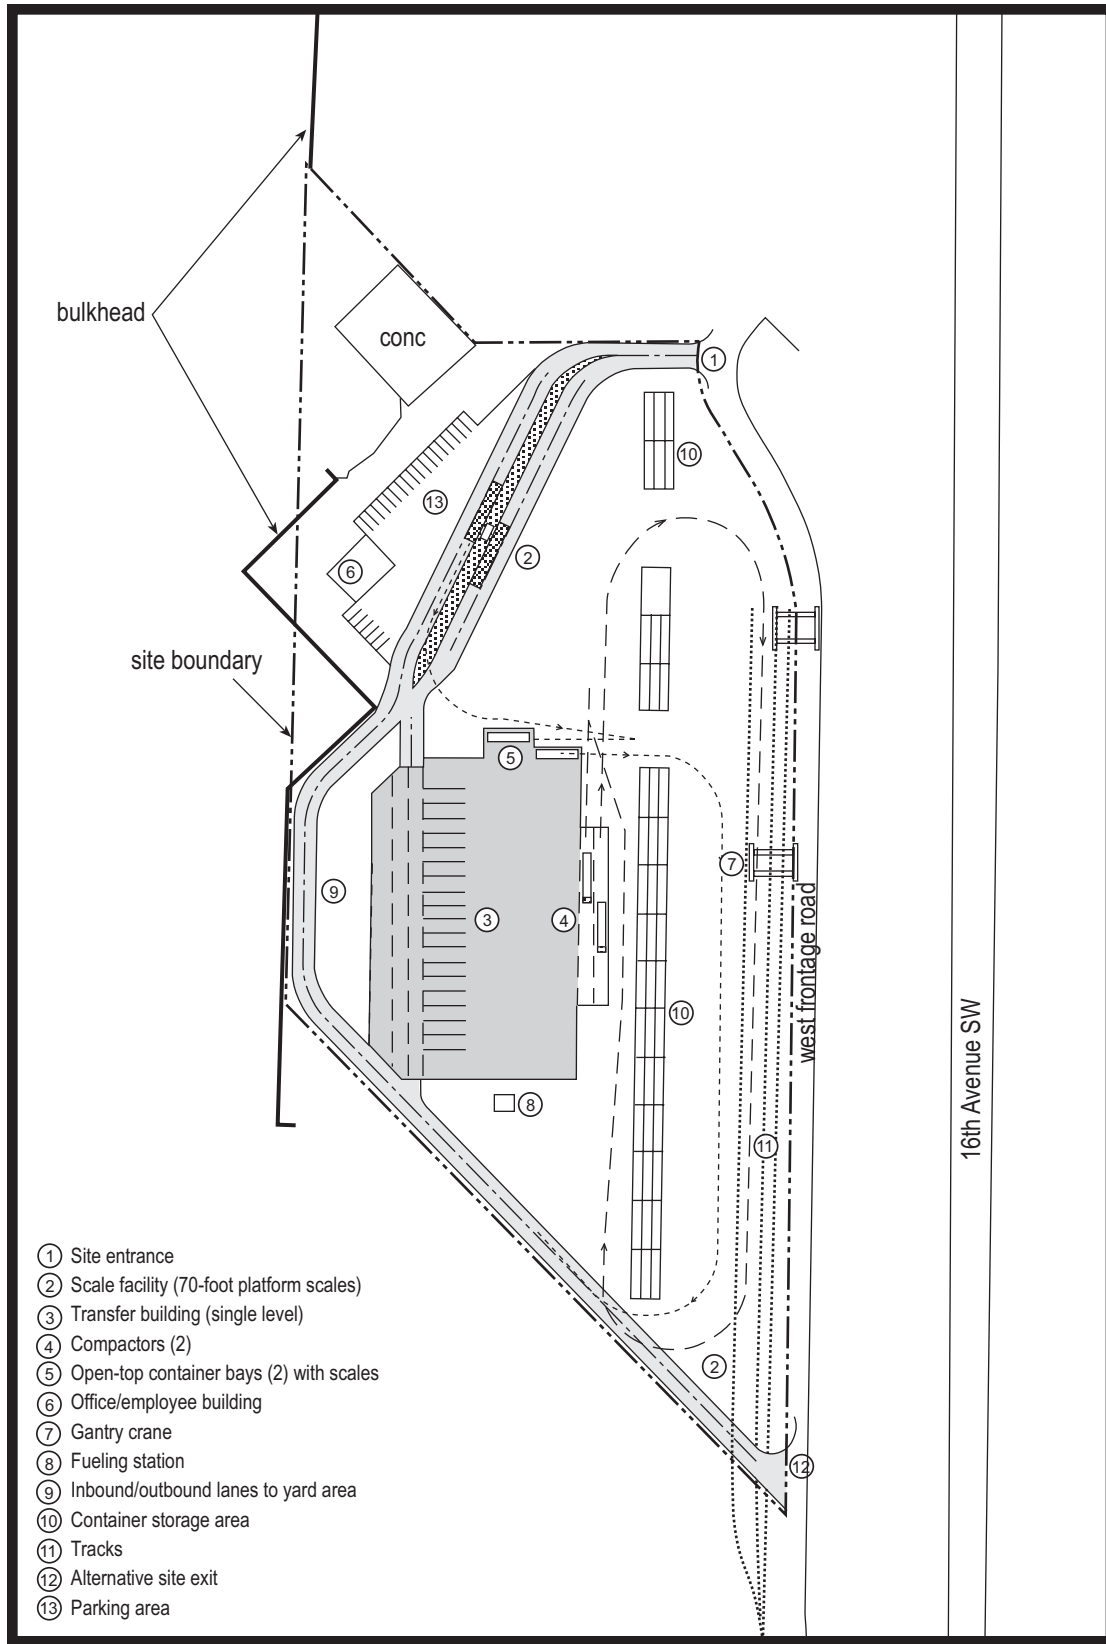 bulkhead
conc
1
10
13
2
6
site boundary
5
7
9
3
4
west frontage road
10
16th Avenue SW
8
11
2
12
1 Site entrance
2 Scale facility (70-foot platform scales)
3 Transfer building (single level)
4 Compactors (2)
5 Open-top container bays (2) with scales
6 Office/employee building
7 Gantry crane
8 Fueling station
9 Inbound/outbound lanes to yard area
10 Container storage area
11 Tracks
12 Alternative site exit
13 Parking area